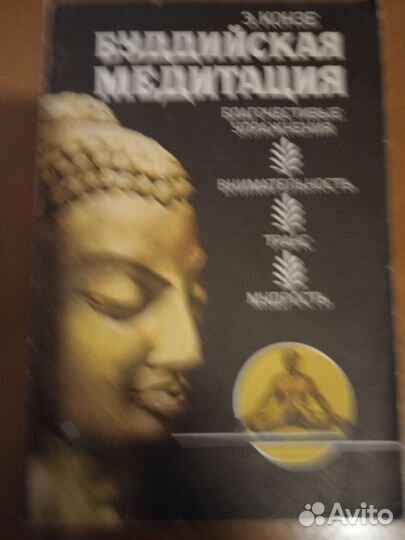 Э. КОНЗЕ
БУДДИЙСКАЯ
МЕДИТАЦИЯ
БЛАГОЧЕСТИВЫЕ
УПРАЖНЕНИЯ,
ВНИМАТЕЛЬНОСТЬ,
ТРАНС,
МУДРОСТЬ.
Avito